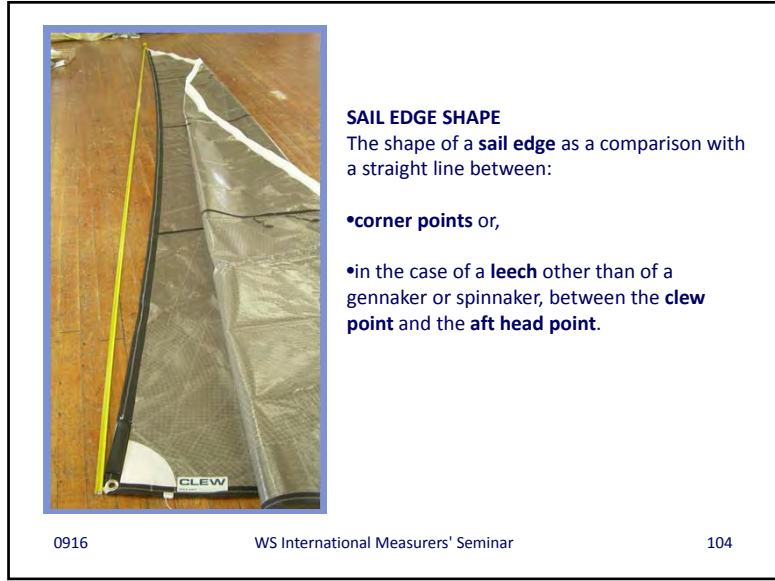 SAIL EDGE SHAPE
The shape of a sail edge as a comparison with
a straight line between:
•corner points or,
•in the case of a leech other than of a
gennaker or spinnaker, between the clew
point and the aft head point.
CLEW
0916
WS International Measurers' Seminar
104